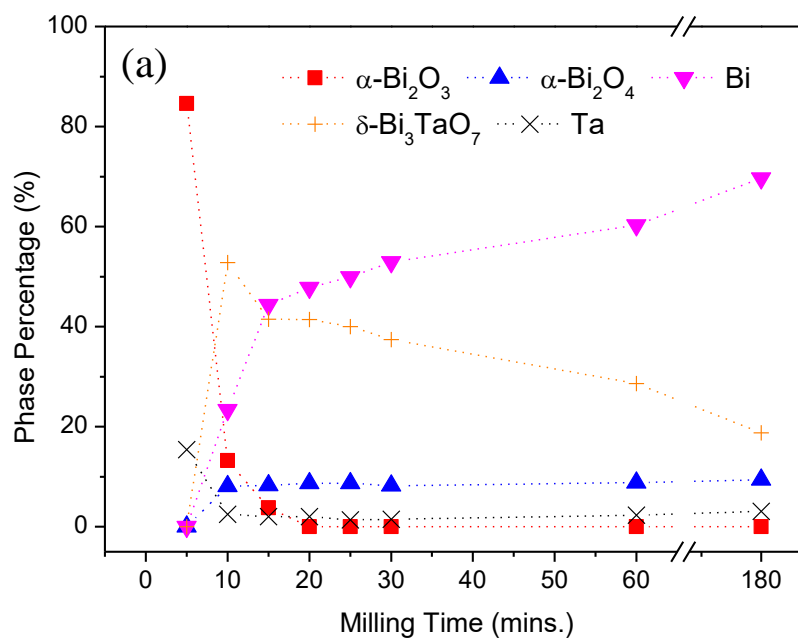 (a)
α-Bi₂O₃ α-Bi₂O₄ Bi
δ-Bi₃TaO₇ Ta
Phase Percentage (%)
100
80
60
40
20
0
0 10 20 30 40 50 60 180
Milling Time (mins.)